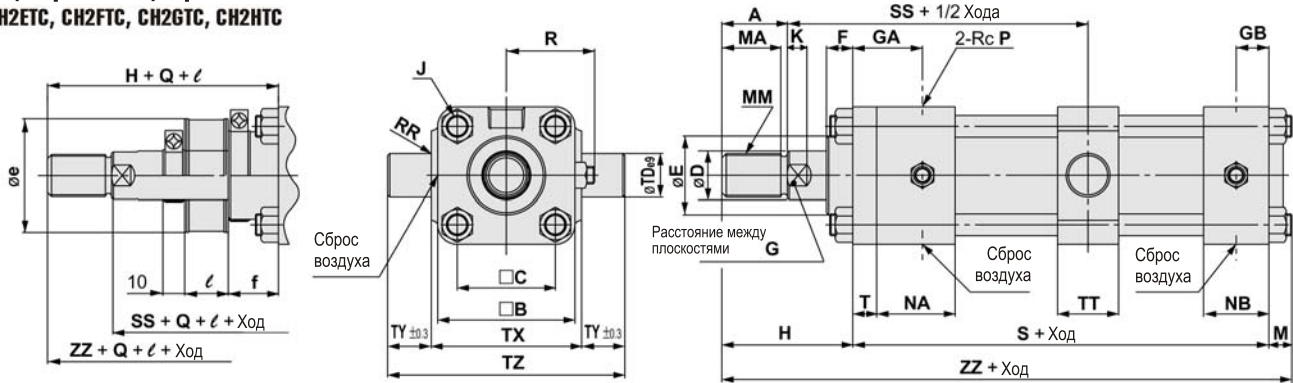 H2ETC, CH2FTC, CH2GTC, CH2HTC
H + Q + ℓ
øe
10
ℓ
f
SS + Q + ℓ + Ход
ZZ + Q + ℓ + Ход
R
J
RR
Сброс
воздуха
øTDe9
□C
□B
TY ±0.3
TX
TY ±0.3
TZ
A
SS + 1/2 Хода
MA
K
F
GA
2-Rc P
GB
MM
øE
øD
Расстояние между
плоскостями
G
Сброс
воздуха
Сброс
воздуха
T
NA
TT
NB
H
S + Ход
M
ZZ + Ход